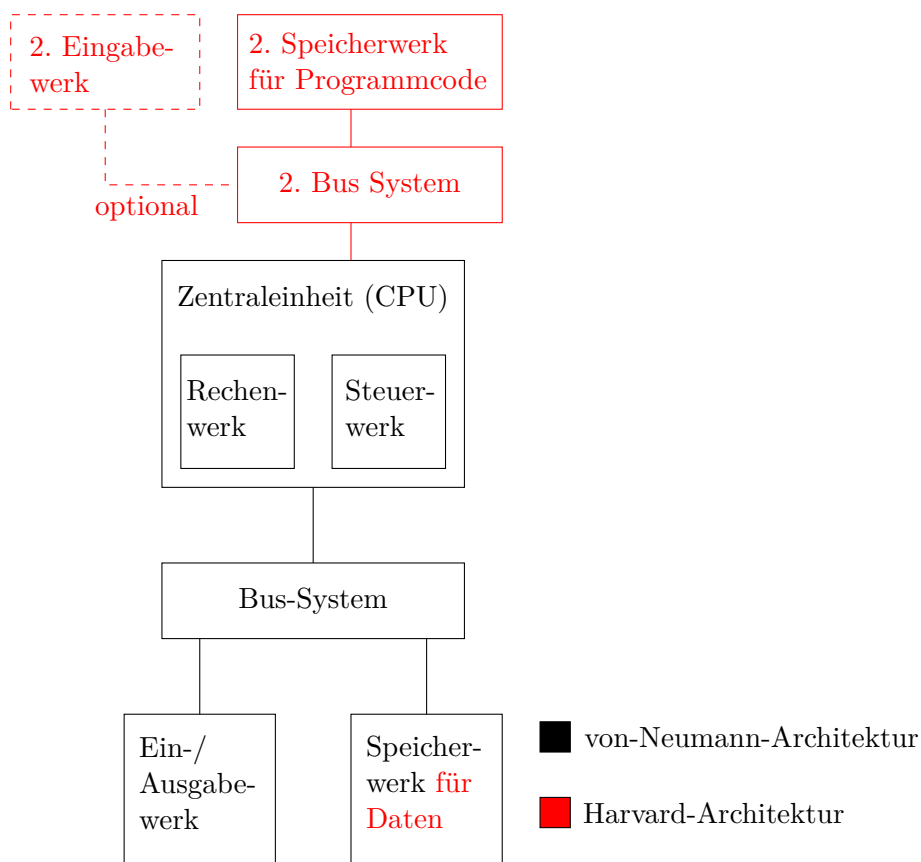 2. Eingabe-
werk
2. Speicherwerk
für Programmcode
2. Bus System
optional
Zentraleinheit (CPU)
Rechen-
werk
Steuer-
werk
Bus-System
Ein-/
Ausgabe-
werk
Speicher-
werk für
Daten
von-Neumann-Architektur
Harvard-Architektur